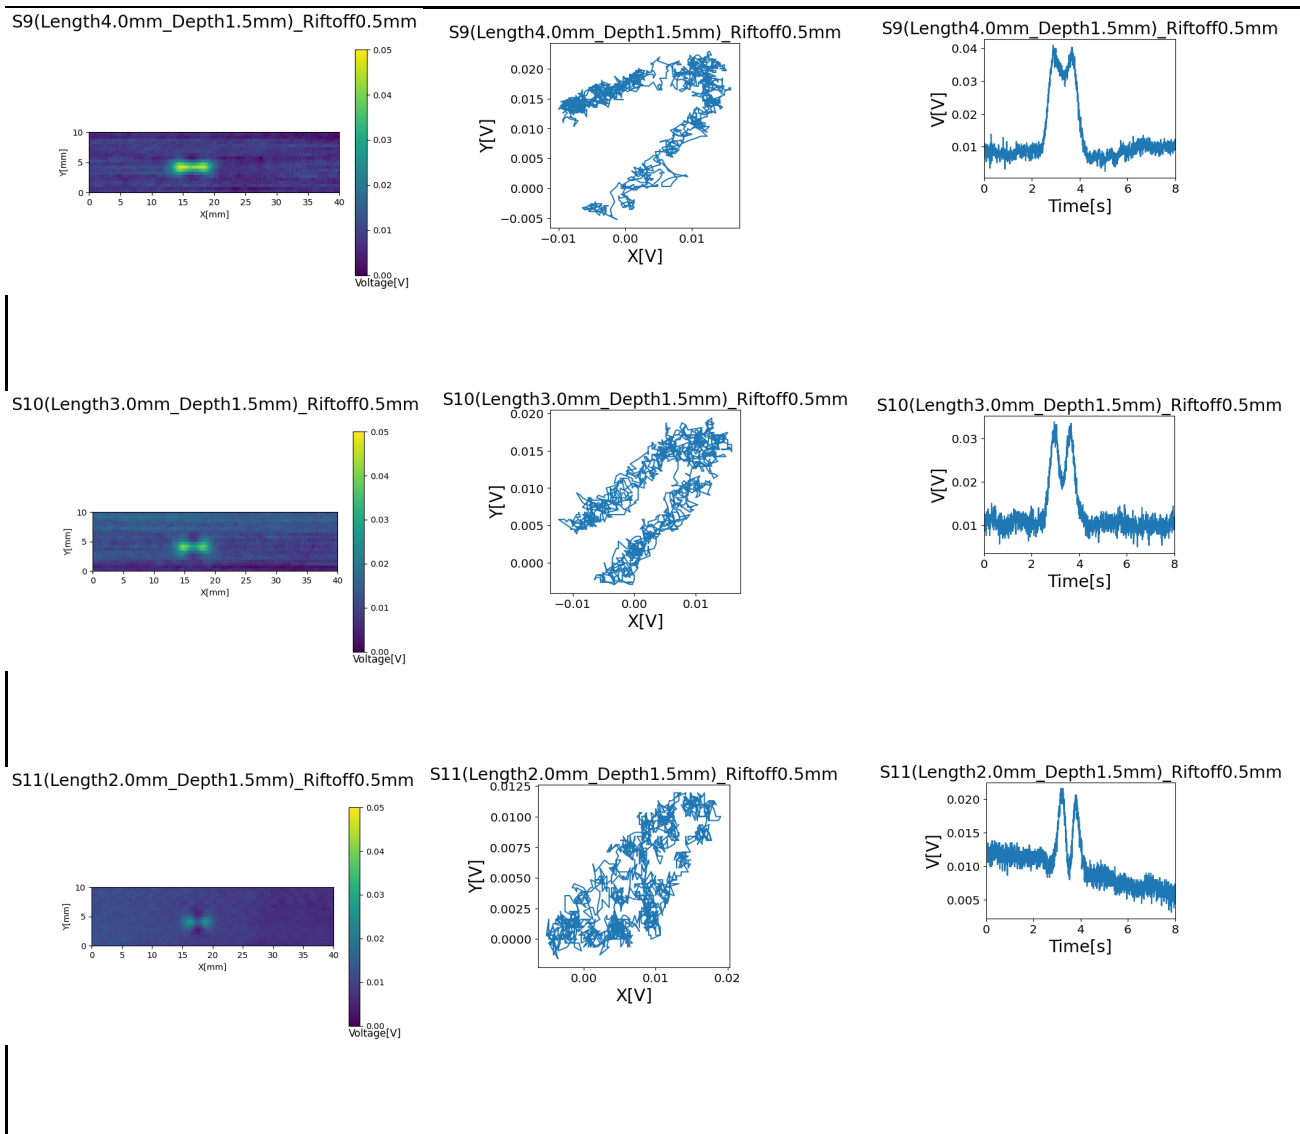 S9(Length4.0mm_Depth1.5mm)_Riftoff0.5mm
0.05
0.04
0.03
0.02
0.01
0.00
Voltage[V]
10
5
0
Y[mm]
0 5 10 15 20 25 30 35 40
X[mm]
S9(Length4.0mm_Depth1.5mm)_Riftoff0.5mm
0.020
0.015
0.010
0.005
0.000
−0.005
Y[V]
−0.01 0.00 0.01
X[V]
S9(Length4.0mm_Depth1.5mm)_Riftoff0.5mm
0.04
0.03
0.02
0.01
V[V]
0 2 4 6 8
Time[s]
S10(Length3.0mm_Depth1.5mm)_Riftoff0.5mm
0.05
0.04
0.03
0.02
0.01
0.00
Voltage[V]
10
5
0
Y[mm]
0 5 10 15 20 25 30 35 40
X[mm]
S10(Length3.0mm_Depth1.5mm)_Riftoff0.5mm
0.020
0.015
0.010
0.005
0.000
Y[V]
−0.01 0.00 0.01
X[V]
S10(Length3.0mm_Depth1.5mm)_Riftoff0.5mm
0.03
0.02
0.01
V[V]
0 2 4 6 8
Time[s]
S11(Length2.0mm_Depth1.5mm)_Riftoff0.5mm
0.05
0.04
0.03
0.02
0.01
0.00
Voltage[V]
10
5
0
Y[mm]
0 5 10 15 20 25 30 35 40
X[mm]
S11(Length2.0mm_Depth1.5mm)_Riftoff0.5mm
0.0125
0.0100
0.0075
0.0050
0.0025
0.0000
Y[V]
0.00 0.01 0.02
X[V]
S11(Length2.0mm_Depth1.5mm)_Riftoff0.5mm
0.020
0.015
0.010
0.005
V[V]
0 2 4 6 8
Time[s]